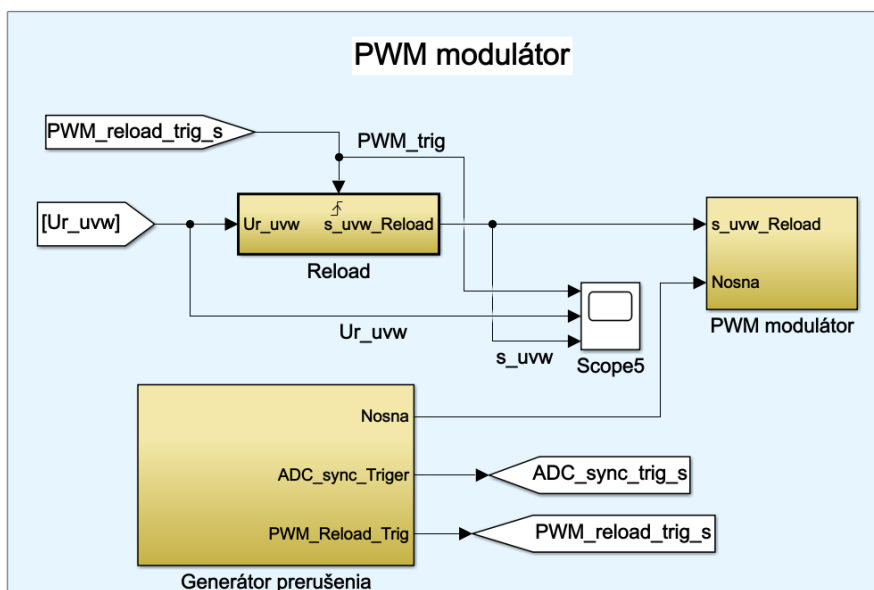 PWM modulátor
PWM_reload_trig_s
PWM_trig
[Ur_uvw]
Ur_uvw
s_uvw_Reload
Reload
s_uvw_Reload
Nosna
PWM modulátor
Ur_uvw
s_uvw
Scope5
Nosna
ADC_sync_Triger
ADC_sync_trig_s
PWM_Reload_Trig
PWM_reload_trig_s
Generátor prerušenia